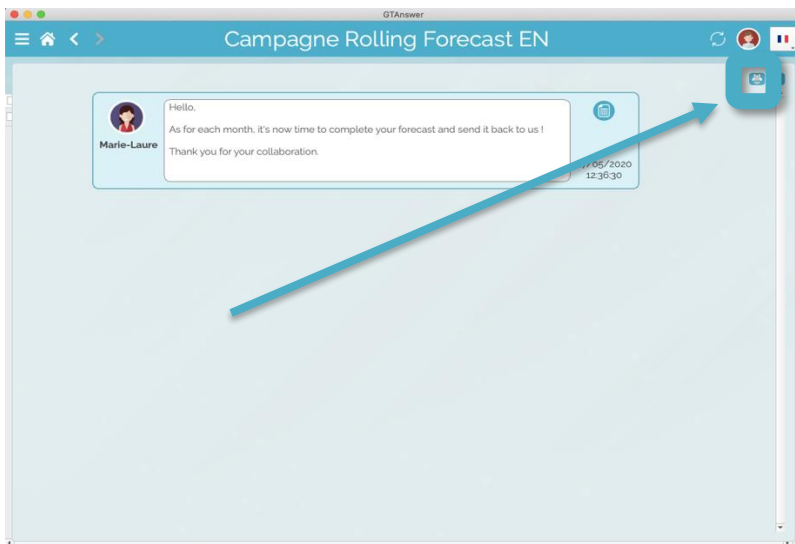 GTAnswer
Campagne Rolling Forecast EN
Hello,
As for each month, it's now time to complete your forecast and send it back to us !
Marie-Laure
Thank you for your collaboration.
/05/2020
12:36:30